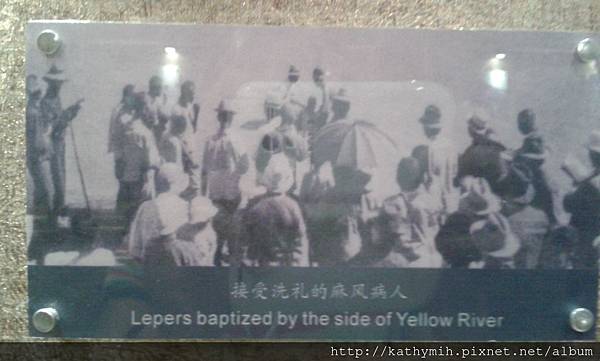 接受洗礼的麻风病人
Lepers baptized by the side of Yellow River
http://kathymih.pixnet.net/album